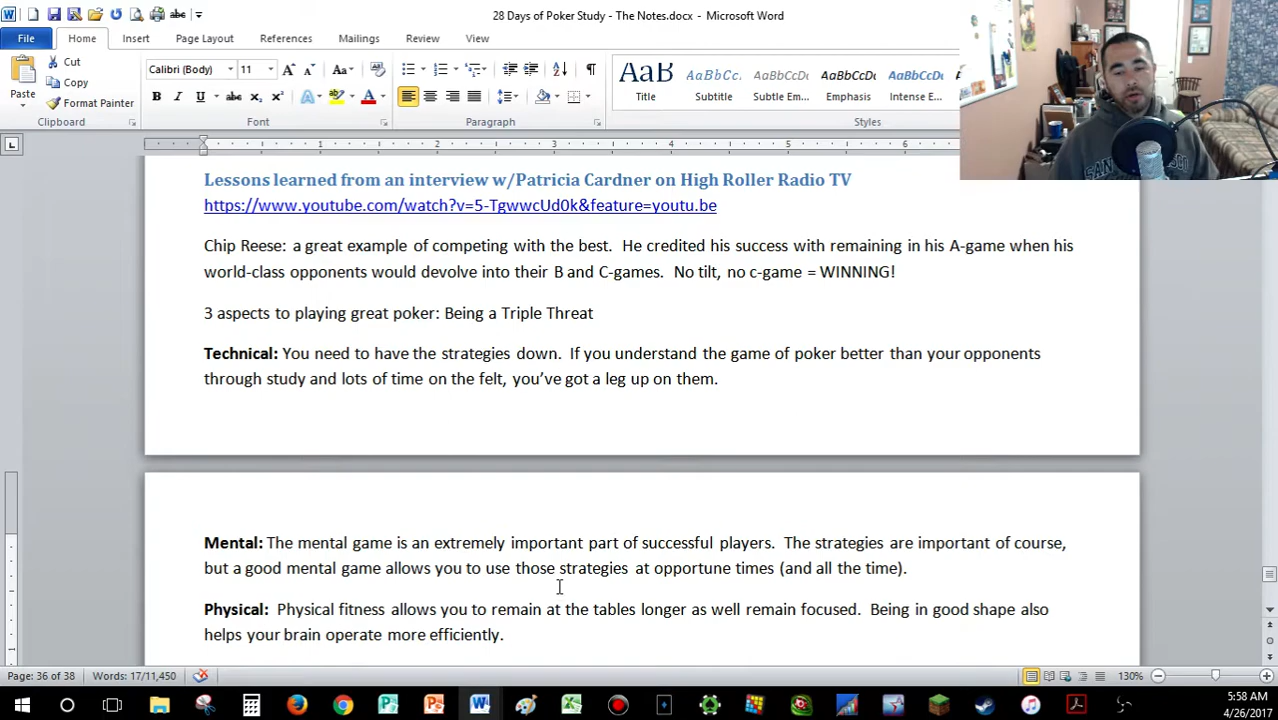 28 Days of Poker Study - The Notes.docx - Microsoft Word
File Home Insert Page Layout References Mailings Review View
Paste
Cut
Copy
Format Painter
Clipboard
Calibri (Body) 11
Font
Paragraph
AaB AaBbCc. AaBbCcDc AaBbCcDt AaBbCcD
Title Subtitle Subtle Em... Emphasis Intense E...
Styles
1 2 3 4 5 6
Lessons learned from an interview w/Patricia Cardner on High Roller Radio TV
https://www.youtube.com/watch?v=5-TgwwcUd0k&feature=youtu.be
Chip Reese: a great example of competing with the best. He credited his success with remaining in his A-game when his
world-class opponents would devolve into their B and C-games. No tilt, no c-game = WINNING!
3 aspects to playing great poker: Being a Triple Threat
Technical: You need to have the strategies down. If you understand the game of poker better than your opponents
through study and lots of time on the felt, you’ve got a leg up on them.
Mental: The mental game is an extremely important part of successful players. The strategies are important of course,
but a good mental game allows you to use those strategies at opportune times (and all the time).
Physical: Physical fitness allows you to remain at the tables longer as well remain focused. Being in good shape also
helps your brain operate more efficiently.
Page: 36 of 38 Words: 17/11,450 130%
5:58 AM
4/26/2017